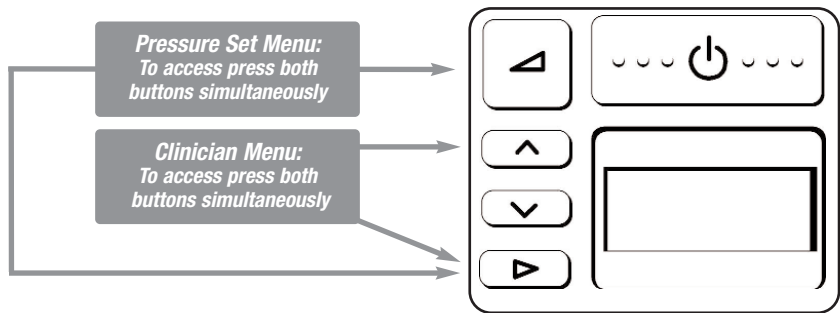 Pressure Set Menu:
To access press both
buttons simultaneously
Clinician Menu:
To access press both
buttons simultaneously